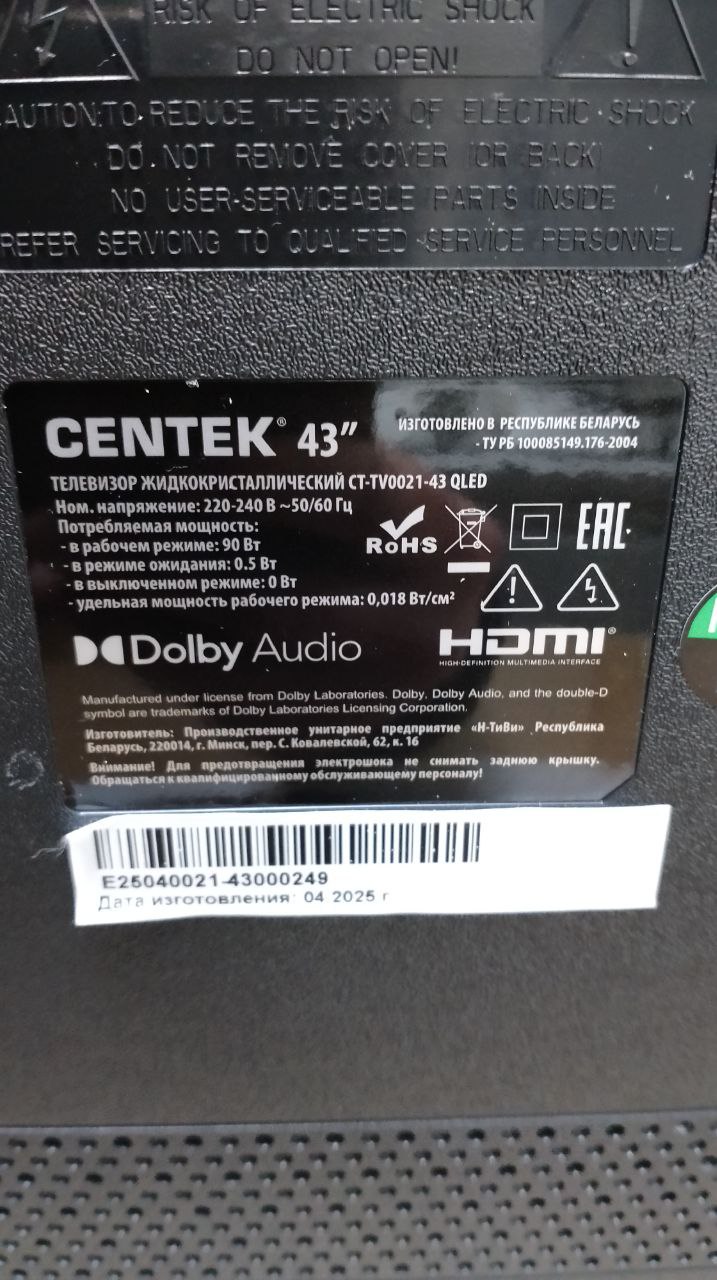 RISK OF ELECTRIC SHOCK
DO NOT OPEN!
CAUTION:TO REDUCE THE RISK OF ELECTRIC SHOCK
DO NOT REMOVE COVER (OR BACK)
NO USER-SERVICEABLE PARTS INSIDE
REFER SERVICING TO QUALIFIED SERVICE PERSONNEL
CENTEK® 43”
ИЗГОТОВЛЕНО В РЕСПУБЛИКЕ БЕЛАРУСЬ
- ТУ РБ 100085149.176-2004
ТЕЛЕВИЗОР ЖИДКОКРИСТАЛЛИЧЕСКИЙ CT-TV0021-43 QLED
Ном. напряжение: 220-240 В ~50/60 Гц
Потребляемая мощность:
- в рабочем режиме: 90 Вт
- в режиме ожидания: 0.5 Вт
- в выключенном режиме: 0 Вт
- удельная мощность рабочего режима: 0,018 Вт/см²
RoHS
EAC
Dolby Audio
HDMI®
HIGH-DEFINITION MULTIMEDIA INTERFACE
Manufactured under license from Dolby Laboratories. Dolby, Dolby Audio, and the double-D
symbol are trademarks of Dolby Laboratories Licensing Corporation.
Изготовитель: Производственное унитарное предприятие «Н-ТиВи» Республика
Беларусь, 220014, г. Минск, пер. С. Ковалевской, 62, к. 16
Внимание! Для предотвращения электрошока не снимать заднюю крышку.
Обращаться к квалифицированному обслуживающему персоналу!
E25040021-43000249
Дата изготовления: 04.2025 г